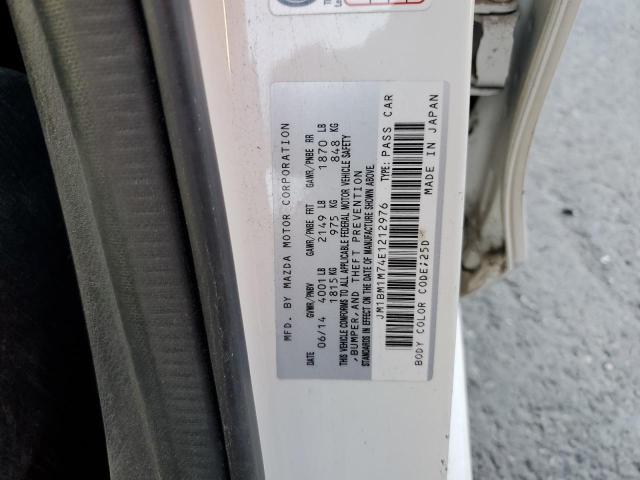 MFD. BY MAZDA MOTOR CORPORATION
DATE GVWR/PNBV GAWR/PNBE FRT GAWR/PNBE RR
06/14 4001 LB 2149 LB 1870 LB
1815 KG 975 KG 848 KG
THIS VEHICLE CONFORMS TO ALL APPLICABLE FEDERAL MOTOR VEHICLE SAFETY
,BUMPER,AND THEFT PREVENTION
STANDARDS IN EFFECT ON THE DATE OF MANUFACTURE SHOWN ABOVE.
JM1BM1M74E1212976 TYPE: PASS CAR
BODY COLOR CODE;25D MADE IN JAPAN